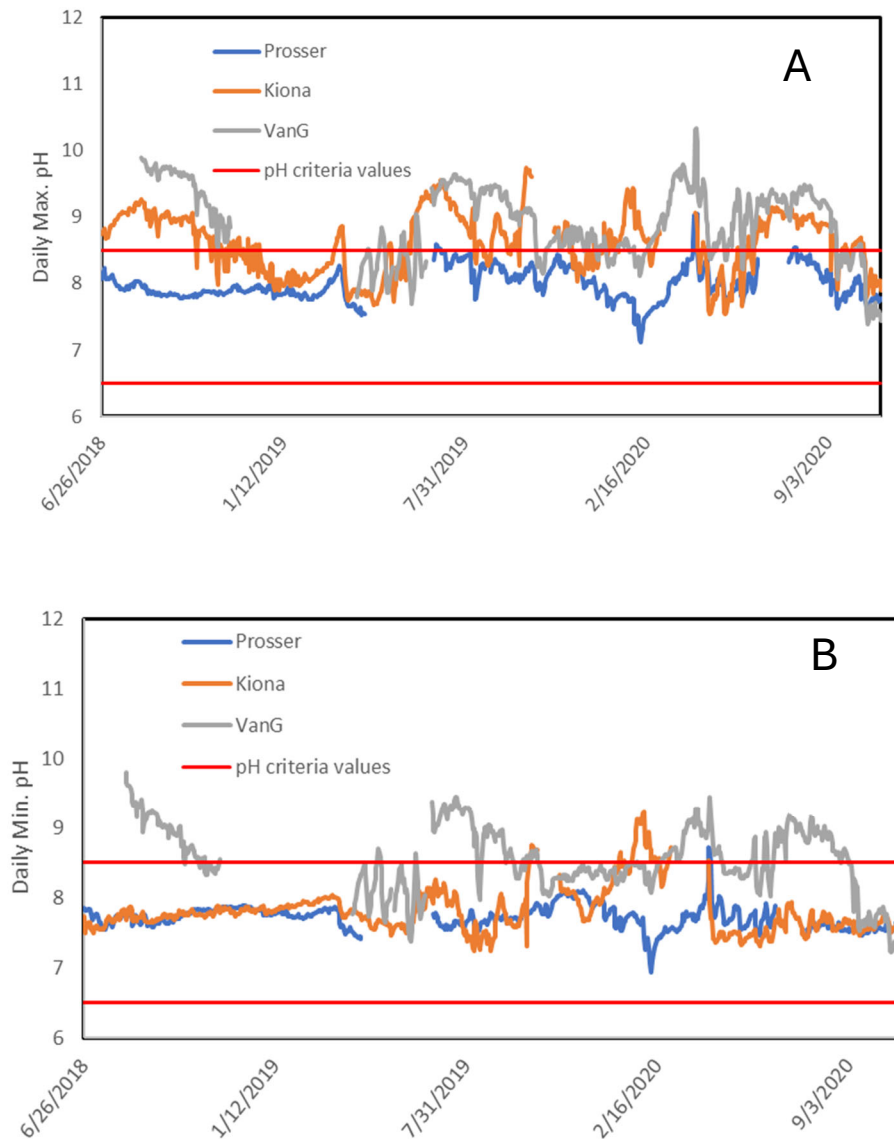 12
11
10
9
8
7
6
Daily Max. pH
Prosser
Kiona
VanG
pH criteria values
A
6/26/2018
1/12/2019
7/31/2019
2/16/2020
9/3/2020
12
11
10
9
8
7
6
Daily Min. pH
Prosser
Kiona
VanG
pH criteria values
B
6/26/2018
1/12/2019
7/31/2019
2/16/2020
9/3/2020